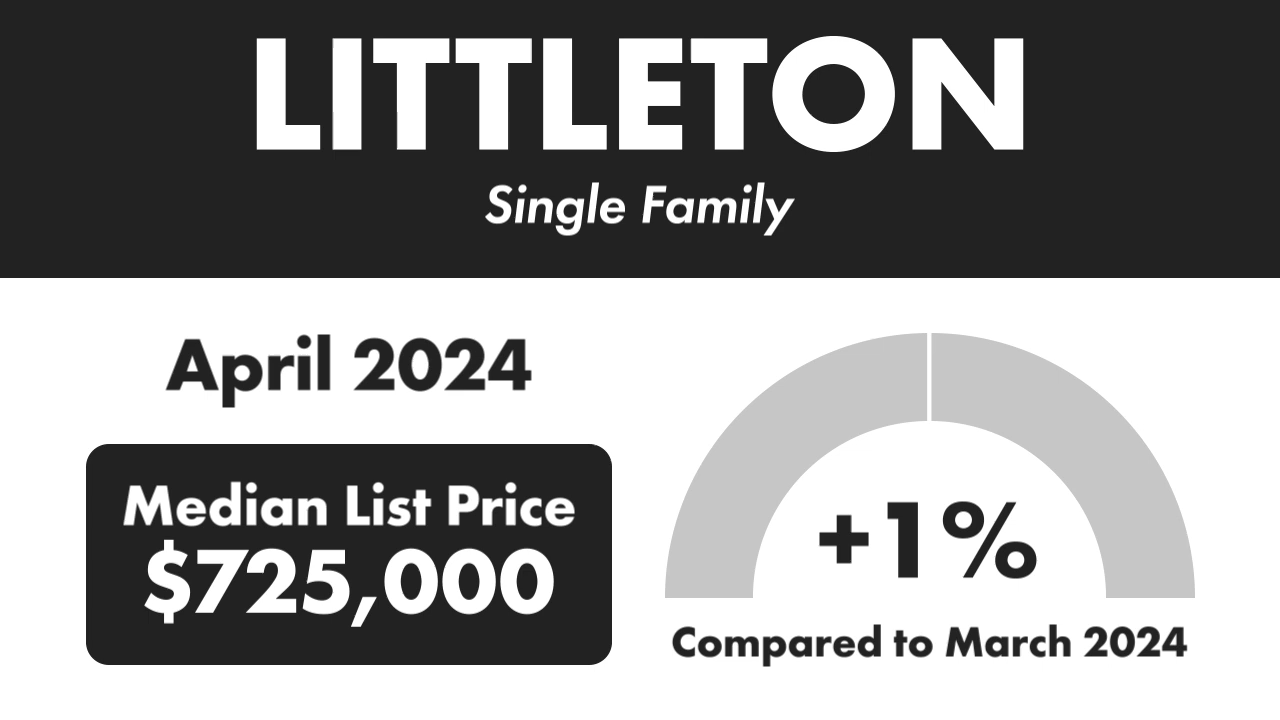 LITTLETON
Single Family
April 2024
Median List Price
$725,000
+1%
Compared to March 2024